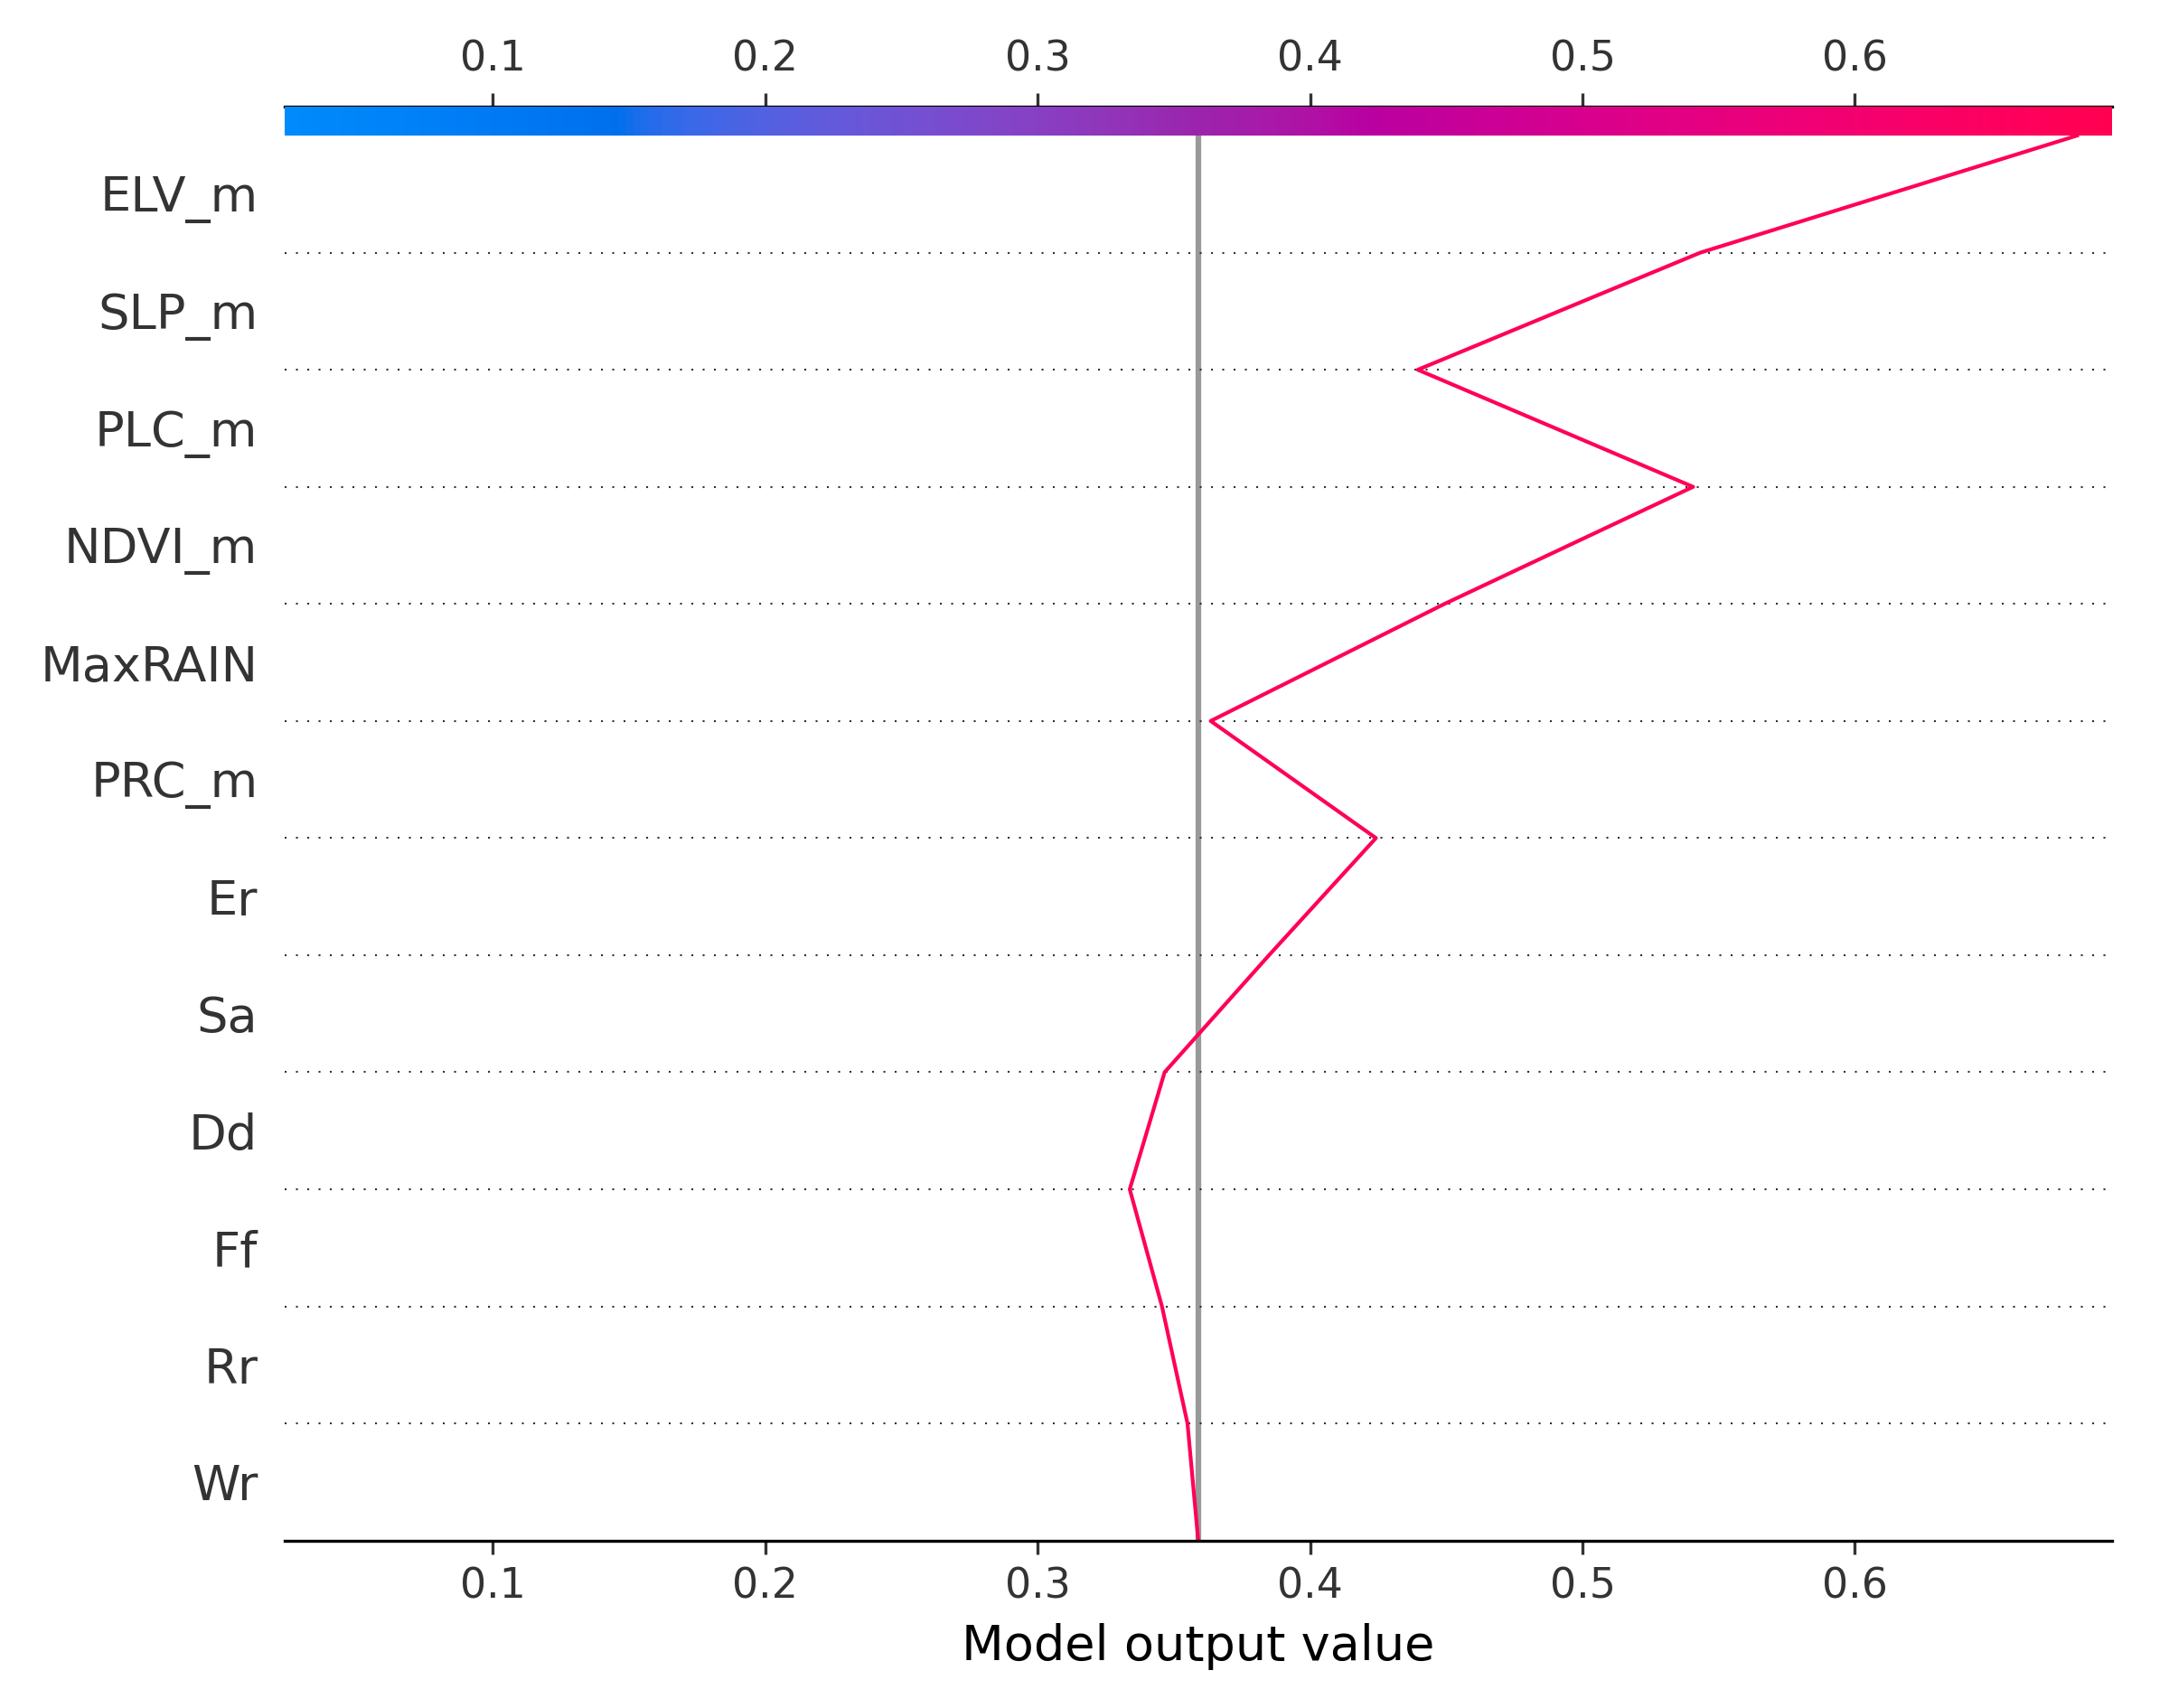 0.1 0.2 0.3 0.4 0.5 0.6
ELV_m
SLP_m
PLC_m
NDVI_m
MaxRAIN
PRC_m
Er
Sa
Dd
Ff
Rr
Wr
0.1 0.2 0.3 0.4 0.5 0.6
Model output value